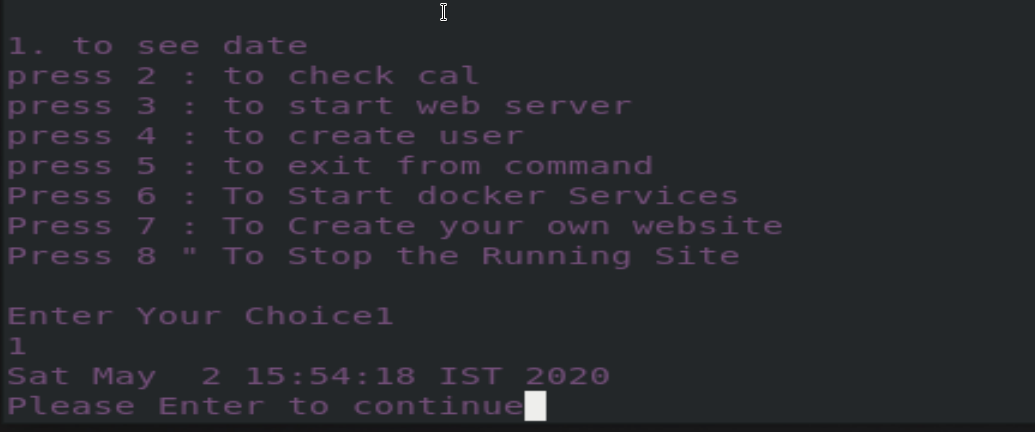 1. to see date
press 2 : to check cal
press 3 : to start web server
press 4 : to create user
press 5 : to exit from command
Press 6 : To Start docker Services
Press 7 : To Create your own website
Press 8 " To Stop the Running Site
Enter Your Choice1
1
Sat May  2 15:54:18 IST 2020
Please Enter to continue